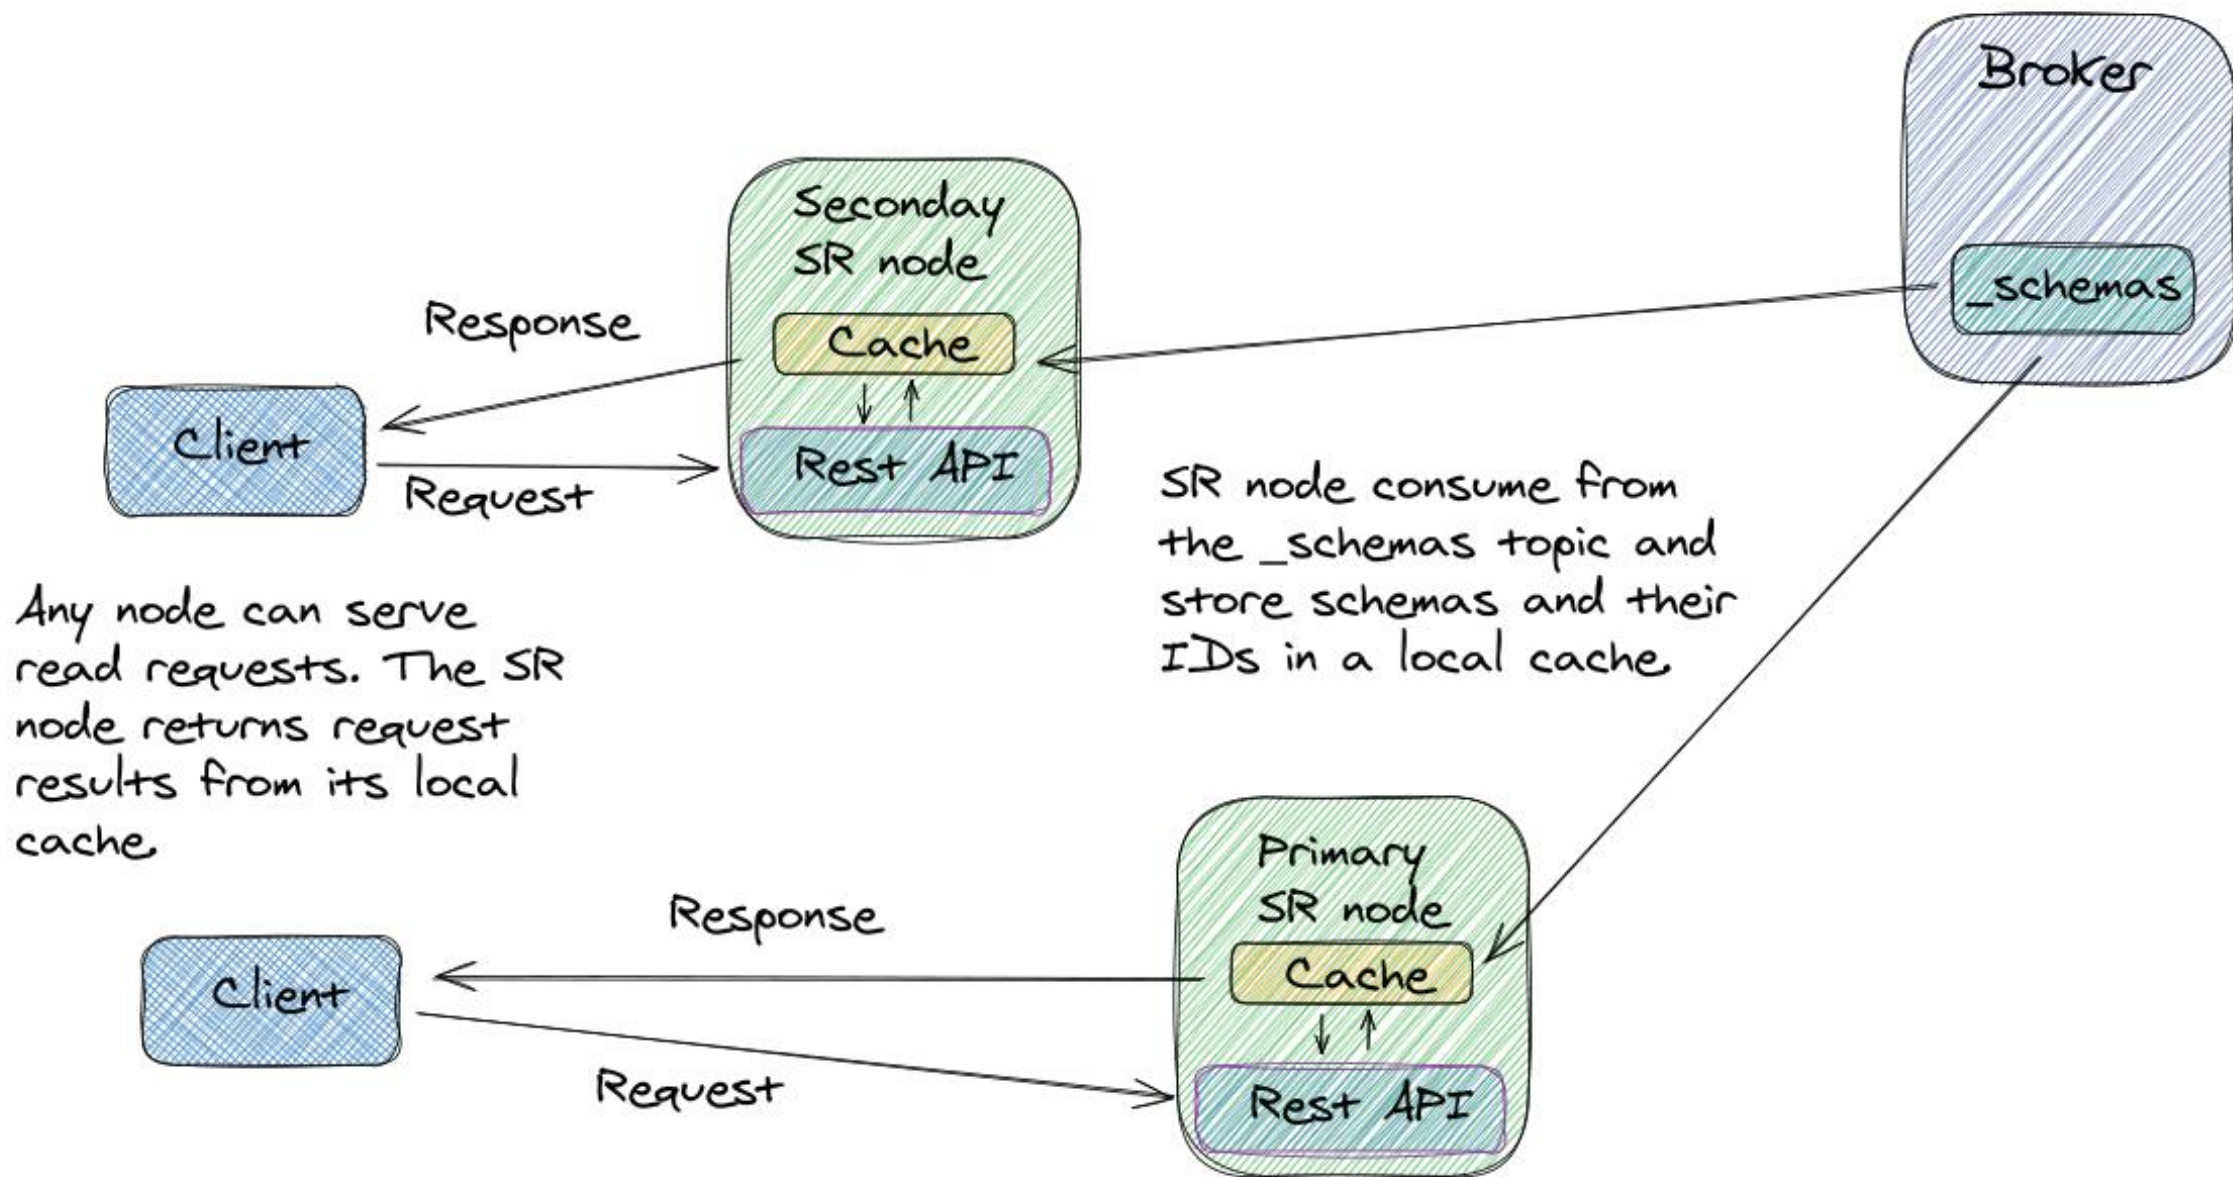 Broker
_schemas
Seconday
SR node
Cache
Rest API
Response
Client
Request
SR node consume from
the _schemas topic and
store schemas and their
IDs in a local cache.
Any node can serve
read requests. The SR
node returns request
results from its local
cache.
Primary
SR node
Cache
Rest API
Response
Client
Request